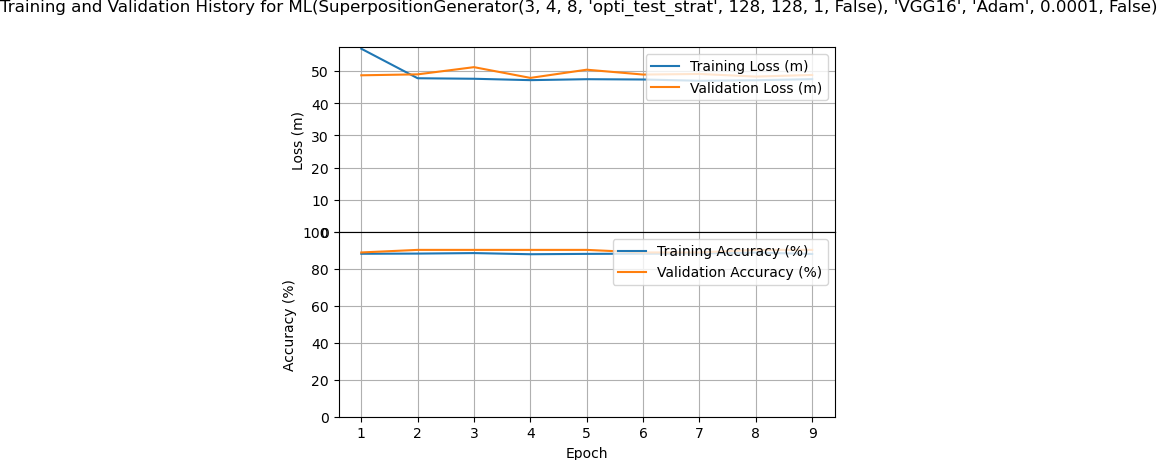 Training and Validation History for ML(SuperpositionGenerator(3, 4, 8, 'opti_test_strat', 128, 128, 1, False), 'VGG16', 'Adam', 0.0001, False)
Loss (m)
50
40
30
20
10
0
Training Loss (m)
Validation Loss (m)
Accuracy (%)
100
80
60
40
20
0
Training Accuracy (%)
Validation Accuracy (%)
1 2 3 4 5 6 7 8 9
Epoch